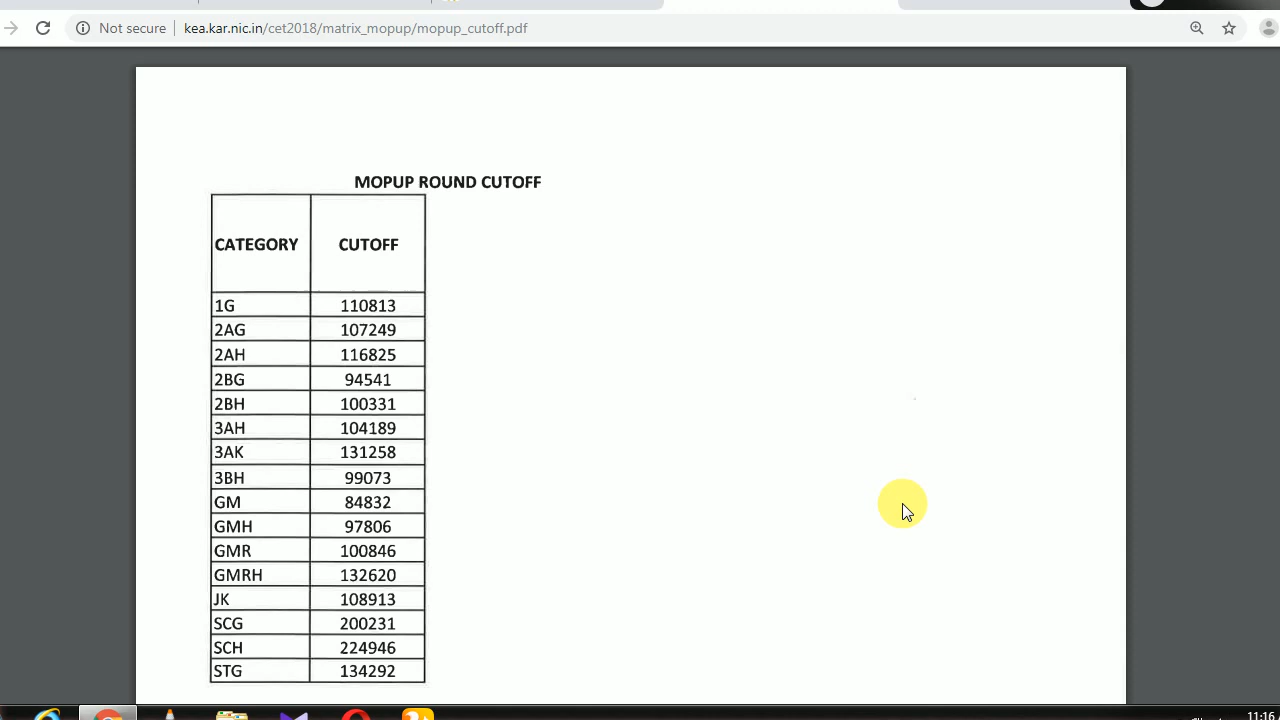 Not secure | kea.kar.nic.in/cet2018/matrix_mopup/mopup_cutoff.pdf
MOPUP ROUND CUTOFF
CATEGORY CUTOFF
1G 110813
2AG 107249
2AH 116825
2BG 94541
2BH 100331
3AH 104189
3AK 131258
3BH 99073
GM 84832
GMH 97806
GMR 100846
GMRH 132620
JK 108913
SCG 200231
SCH 224946
STG 134292
11:16